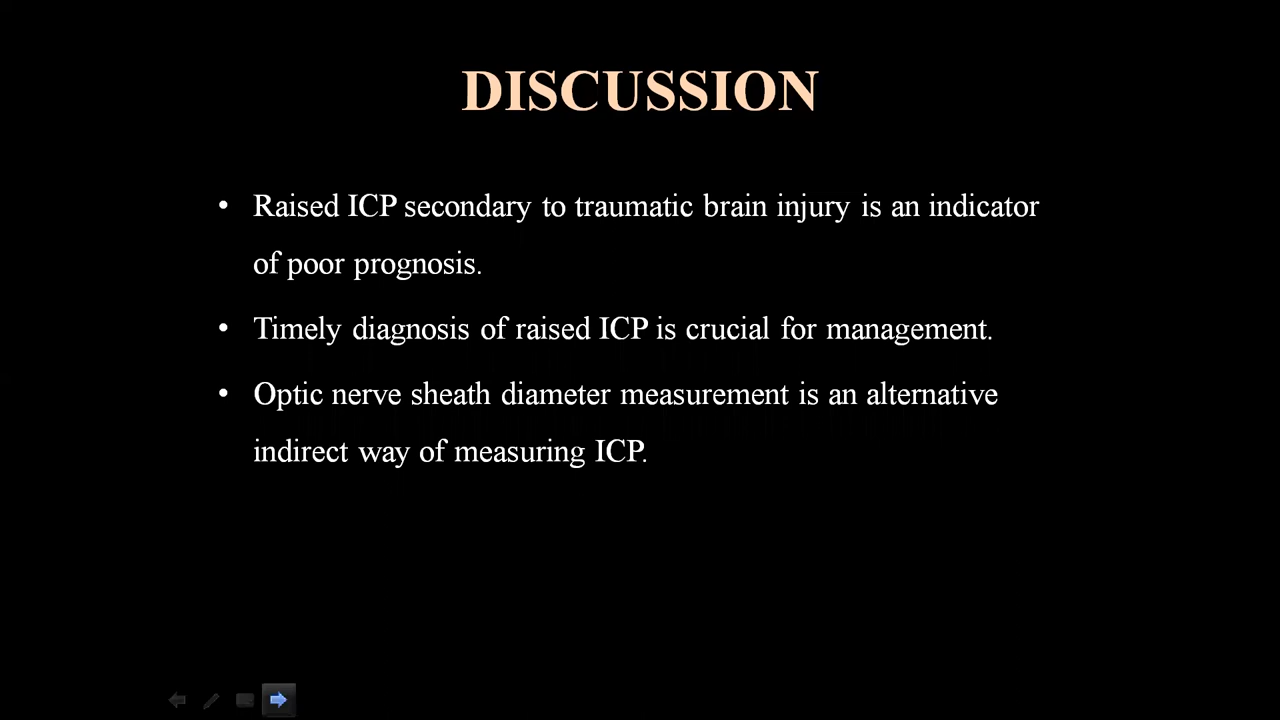 DISCUSSION
• Raised ICP secondary to traumatic brain injury is an indicator
of poor prognosis.
• Timely diagnosis of raised ICP is crucial for management.
• Optic nerve sheath diameter measurement is an alternative
indirect way of measuring ICP.